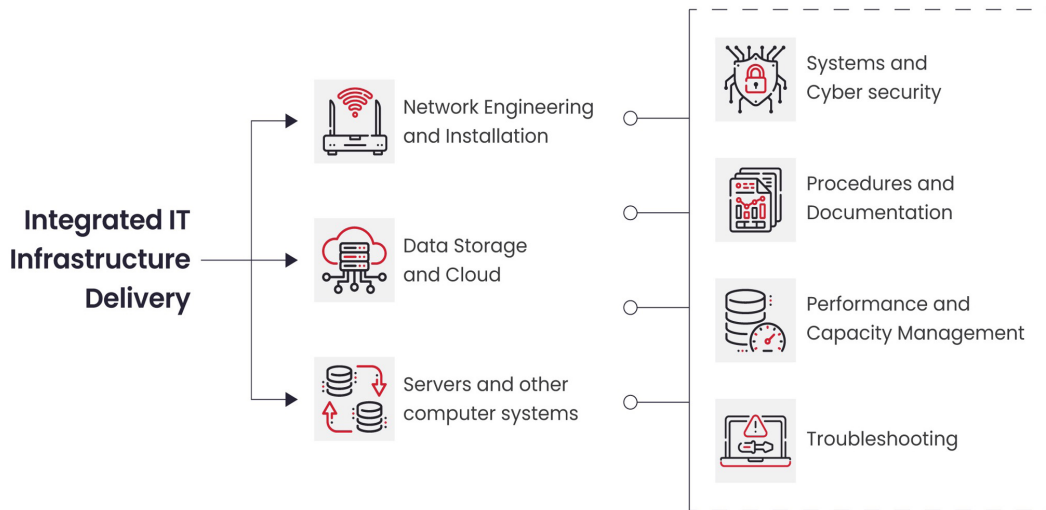 Integrated IT
Infrastructure
Delivery
Network Engineering
and Installation
Data Storage
and Cloud
Servers and other
computer systems
Systems and
Cyber security
Procedures and
Documentation
Performance and
Capacity Management
Troubleshooting